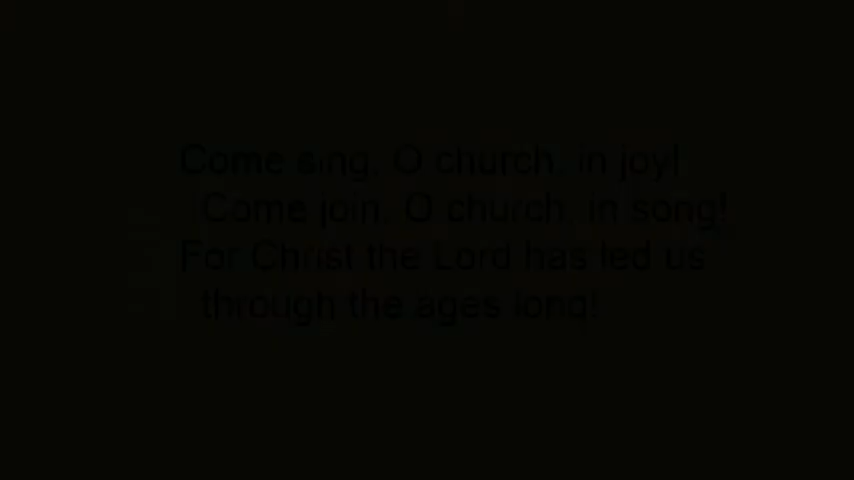 Come sing, O church, in joy!
Come join, O church, in song!
For Christ the Lord has led us
through the ages long!